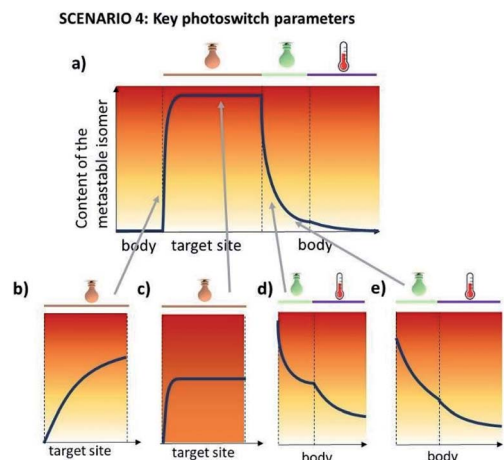 SCENARIO 4: Key photoswitch parameters
a)
Content of the
metastable isomer
body
target site
body
b)
c)
d)
e)
target site
target site
body
body